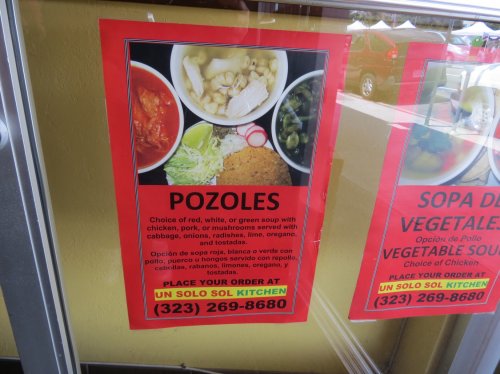 POZOLES
Choice of red, white, or green soup with
chicken, pork, or mushrooms served with
cabbage, onions, radishes, lime, oregano,
and tostadas.
Opción de sopa roja, blanca o verde con
pollo, puerco u hongos servido con repollo,
cebollas, rabanos, limones, oregano, y
tostadas.
PLACE YOUR ORDER AT
UN SOLO SOL KITCHEN
(323) 269-8680
SOPA DE
VEGETALES
Opción de Pollo
VEGETABLE SOUP
Choice of Chicken
PLACE YOUR ORDER AT
UN SOLO SOL KITCHEN
(323) 269-8680